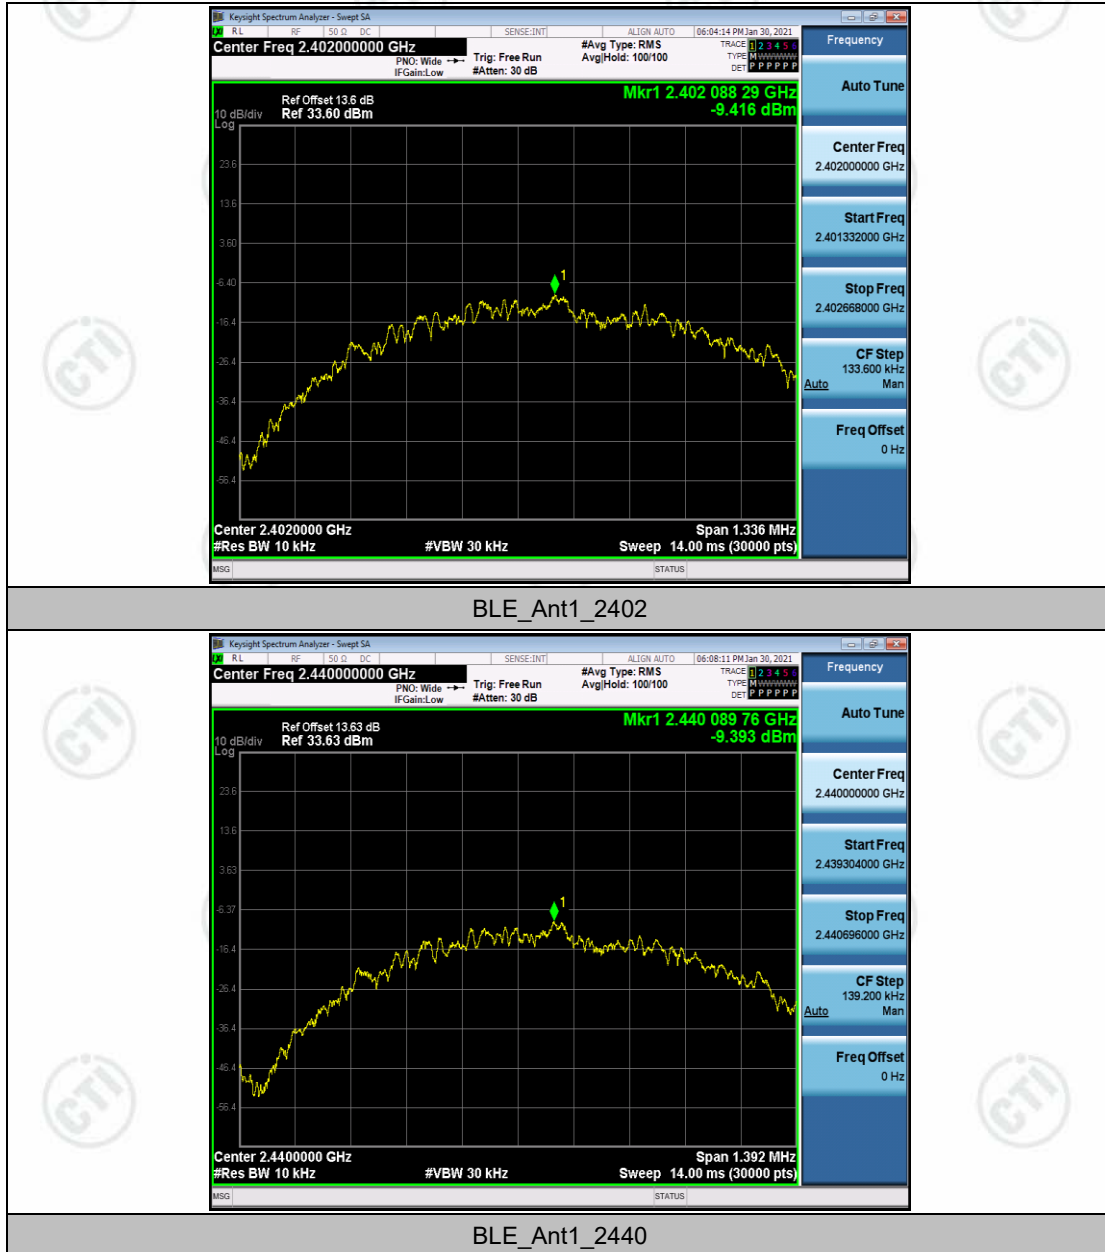 Keysight Spectrum Analyzer - Swept SA
RL RF 50 Ω DC SENSE:INT ALIGN AUTO 06:04:14 PM Jan 30, 2021
Center Freq 2.402000000 GHz
PNO: Wide
IFGain:Low
Trig: Free Run
#Atten: 30 dB
#Avg Type: RMS
Avg|Hold: 100/100
TRACE 1 2 3 4 5 6
TYPE M WWWWW
DET P P P P P P
Frequency
Mkr1 2.402 088 29 GHz
-9.416 dBm
Ref Offset 13.6 dB
10 dB/div Ref 33.60 dBm
Log
23.6
13.6
3.60
-6.40
-16.4
-26.4
-36.4
-46.4
-56.4
1
Center 2.4020000 GHz Span 1.336 MHz
#Res BW 10 kHz #VBW 30 kHz Sweep 14.00 ms (30000 pts)
MSG STATUS
Auto Tune
Center Freq
2.402000000 GHz
Start Freq
2.401332000 GHz
Stop Freq
2.402668000 GHz
CF Step
133.600 kHz
Auto Man
Freq Offset
0 Hz
BLE_Ant1_2402
Keysight Spectrum Analyzer - Swept SA
RL RF 50 Ω DC SENSE:INT ALIGN AUTO 06:08:11 PM Jan 30, 2021
Center Freq 2.440000000 GHz
PNO: Wide
IFGain:Low
Trig: Free Run
#Atten: 30 dB
#Avg Type: RMS
Avg|Hold: 100/100
TRACE 1 2 3 4 5 6
TYPE M WWWWW
DET P P P P P P
Frequency
Mkr1 2.440 089 76 GHz
-9.393 dBm
Ref Offset 13.63 dB
10 dB/div Ref 33.63 dBm
Log
23.6
13.6
3.63
-6.37
-16.4
-26.4
-36.4
-46.4
-56.4
1
Center 2.4400000 GHz Span 1.392 MHz
#Res BW 10 kHz #VBW 30 kHz Sweep 14.00 ms (30000 pts)
MSG STATUS
Auto Tune
Center Freq
2.440000000 GHz
Start Freq
2.439304000 GHz
Stop Freq
2.440696000 GHz
CF Step
139.200 kHz
Auto Man
Freq Offset
0 Hz
BLE_Ant1_2440
CTI
CTI
CTI
CTI
CTI
CTI